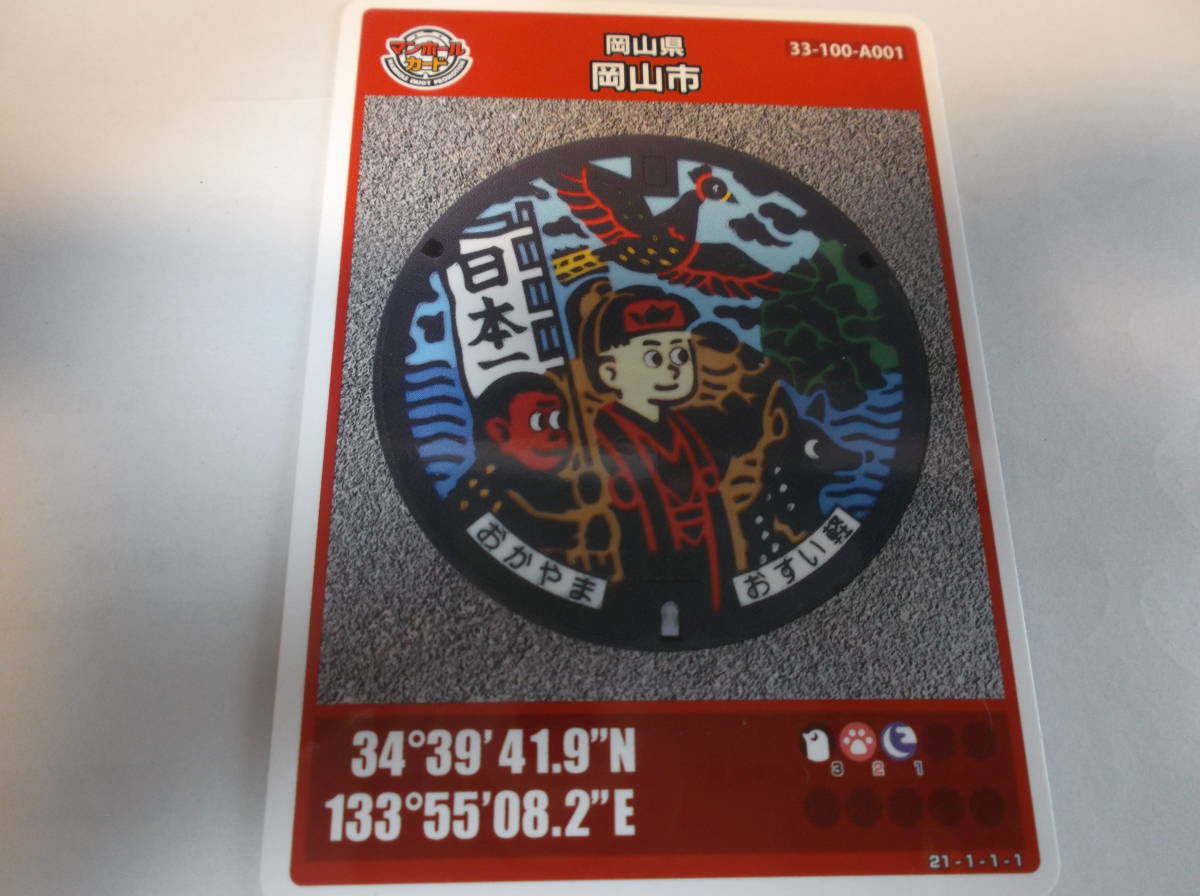 マンホール
カード
岡山県
岡山市
33-100-A001
日本一
おかやま
おすい軽
34°39'41.9"N
133°55'08.2"E
3 2 1
21-1-1-1